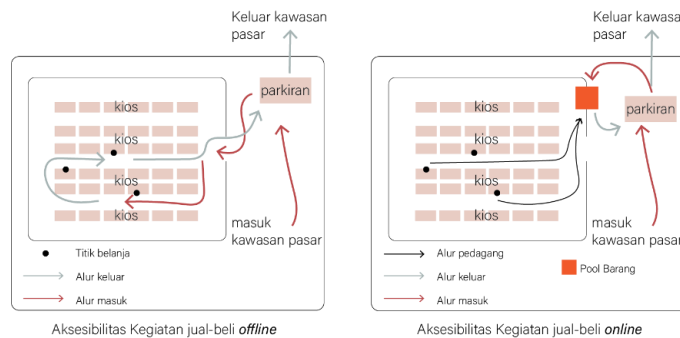 Keluar kawasan
pasar
parkiran
kios
kios
kios
kios
masuk
kawasan pasar
Titik belanja
Alur keluar
Alur masuk
Aksesibilitas Kegiatan jual-beli offline
Keluar kawasa
pasar
parkiran
kios
kios
kios
kios
masuk
kawasan pasar
Alur pedagang
Alur keluar
Pool Barang
Alur masuk
Aksesibilitas Kegiatan jual-beli online